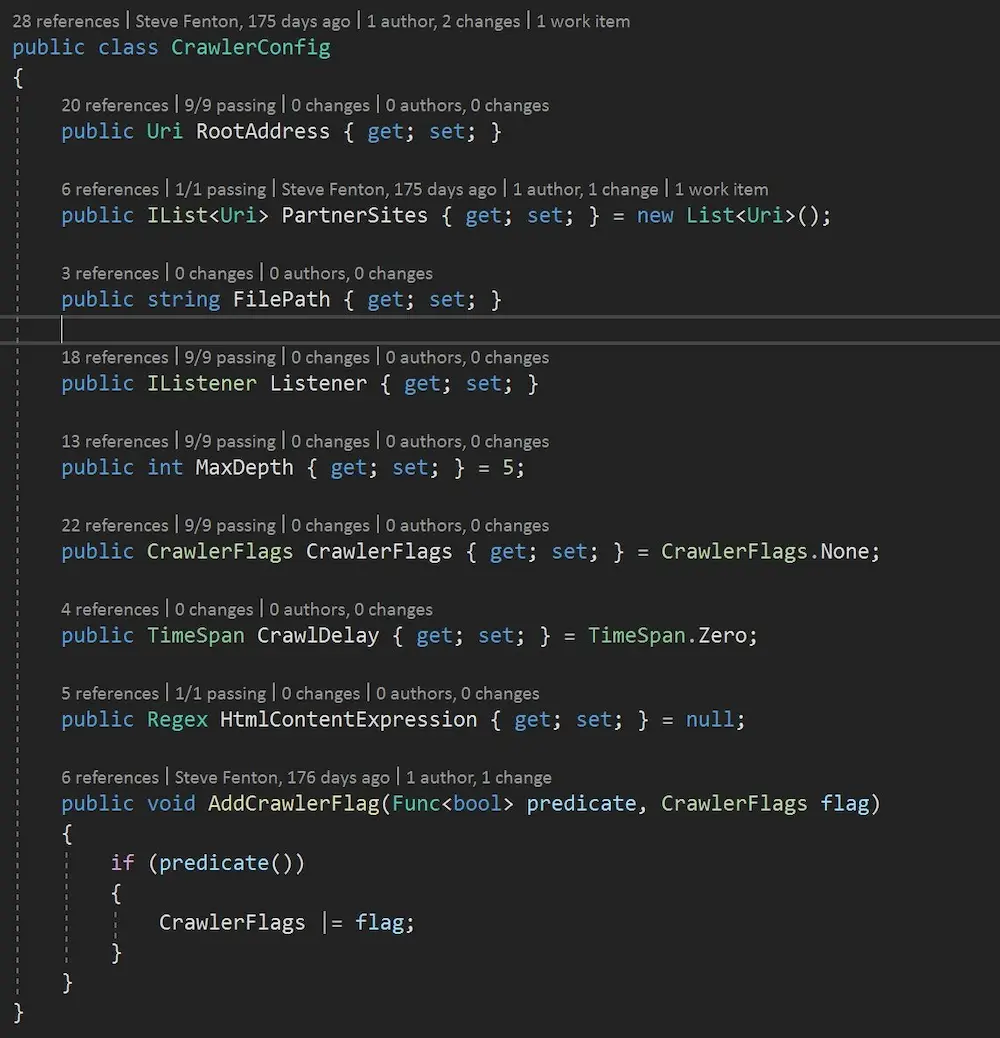 28 references | Steve Fenton, 175 days ago | 1 author, 2 changes | 1 work item
public class CrawlerConfig
{
20 references | 9/9 passing | 0 changes | 0 authors, 0 changes
public Uri RootAddress { get; set; }
6 references | 1/1 passing | Steve Fenton, 175 days ago | 1 author, 1 change | 1 work item
public IList<Uri> PartnerSites { get; set; } = new List<Uri>();
3 references | 0 changes | 0 authors, 0 changes
public string FilePath { get; set; }
18 references | 9/9 passing | 0 changes | 0 authors, 0 changes
public IListener Listener { get; set; }
13 references | 9/9 passing | 0 changes | 0 authors, 0 changes
public int MaxDepth { get; set; } = 5;
22 references | 9/9 passing | 0 changes | 0 authors, 0 changes
public CrawlerFlags CrawlerFlags { get; set; } = CrawlerFlags.None;
4 references | 0 changes | 0 authors, 0 changes
public TimeSpan CrawlDelay { get; set; } = TimeSpan.Zero;
5 references | 1/1 passing | 0 changes | 0 authors, 0 changes
public Regex HtmlContentExpression { get; set; } = null;
6 references | Steve Fenton, 176 days ago | 1 author, 1 change
public void AddCrawlerFlag(Func<bool> predicate, CrawlerFlags flag)
{
if (predicate())
{
CrawlerFlags |= flag;
}
}
}